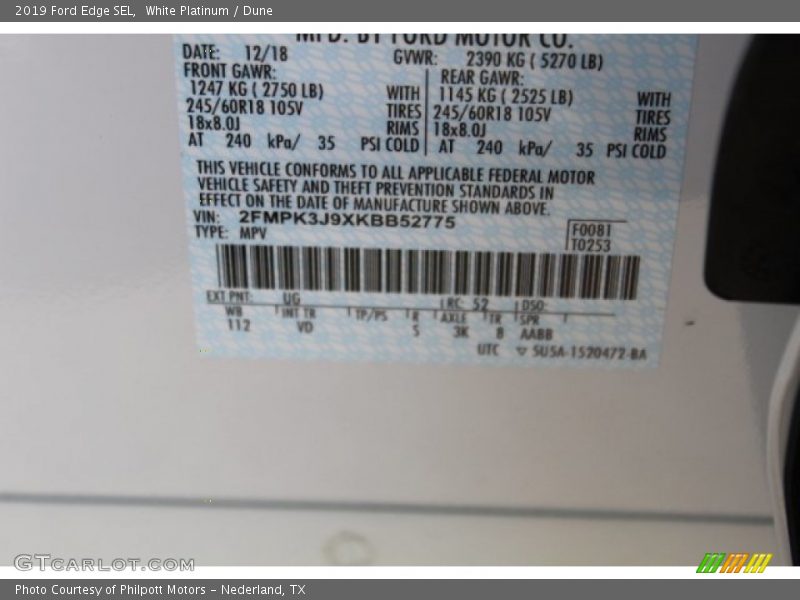 2019 Ford Edge SEL, White Platinum / Dune
MFD. BY FORD MOTOR CO.
DATE: 12/18 GVWR: 2390 KG ( 5270 LB)
FRONT GAWR: REAR GAWR:
1247 KG ( 2750 LB) WITH 1145 KG ( 2525 LB) WITH
245/60R18 105V TIRES 245/60R18 105V TIRES
18x8.0J RIMS 18x8.0J RIMS
AT 240 kPa/ 35 PSI COLD AT 240 kPa/ 35 PSI COLD
THIS VEHICLE CONFORMS TO ALL APPLICABLE FEDERAL MOTOR
VEHICLE SAFETY AND THEFT PREVENTION STANDARDS IN
EFFECT ON THE DATE OF MANUFACTURE SHOWN ABOVE.
VIN: 2FMPK3J9XKBB52775
TYPE: MPV F0081
T0253
EXT PNT: UG RC: 52 DSO:
WB INT TR TP/PS R AXLE TR SPR
112 VD S 3K 8 AABB
UTC ▽ 5U5A-1520472-BA
GTcarlot.com
Photo Courtesy of Philpott Motors - Nederland, TX